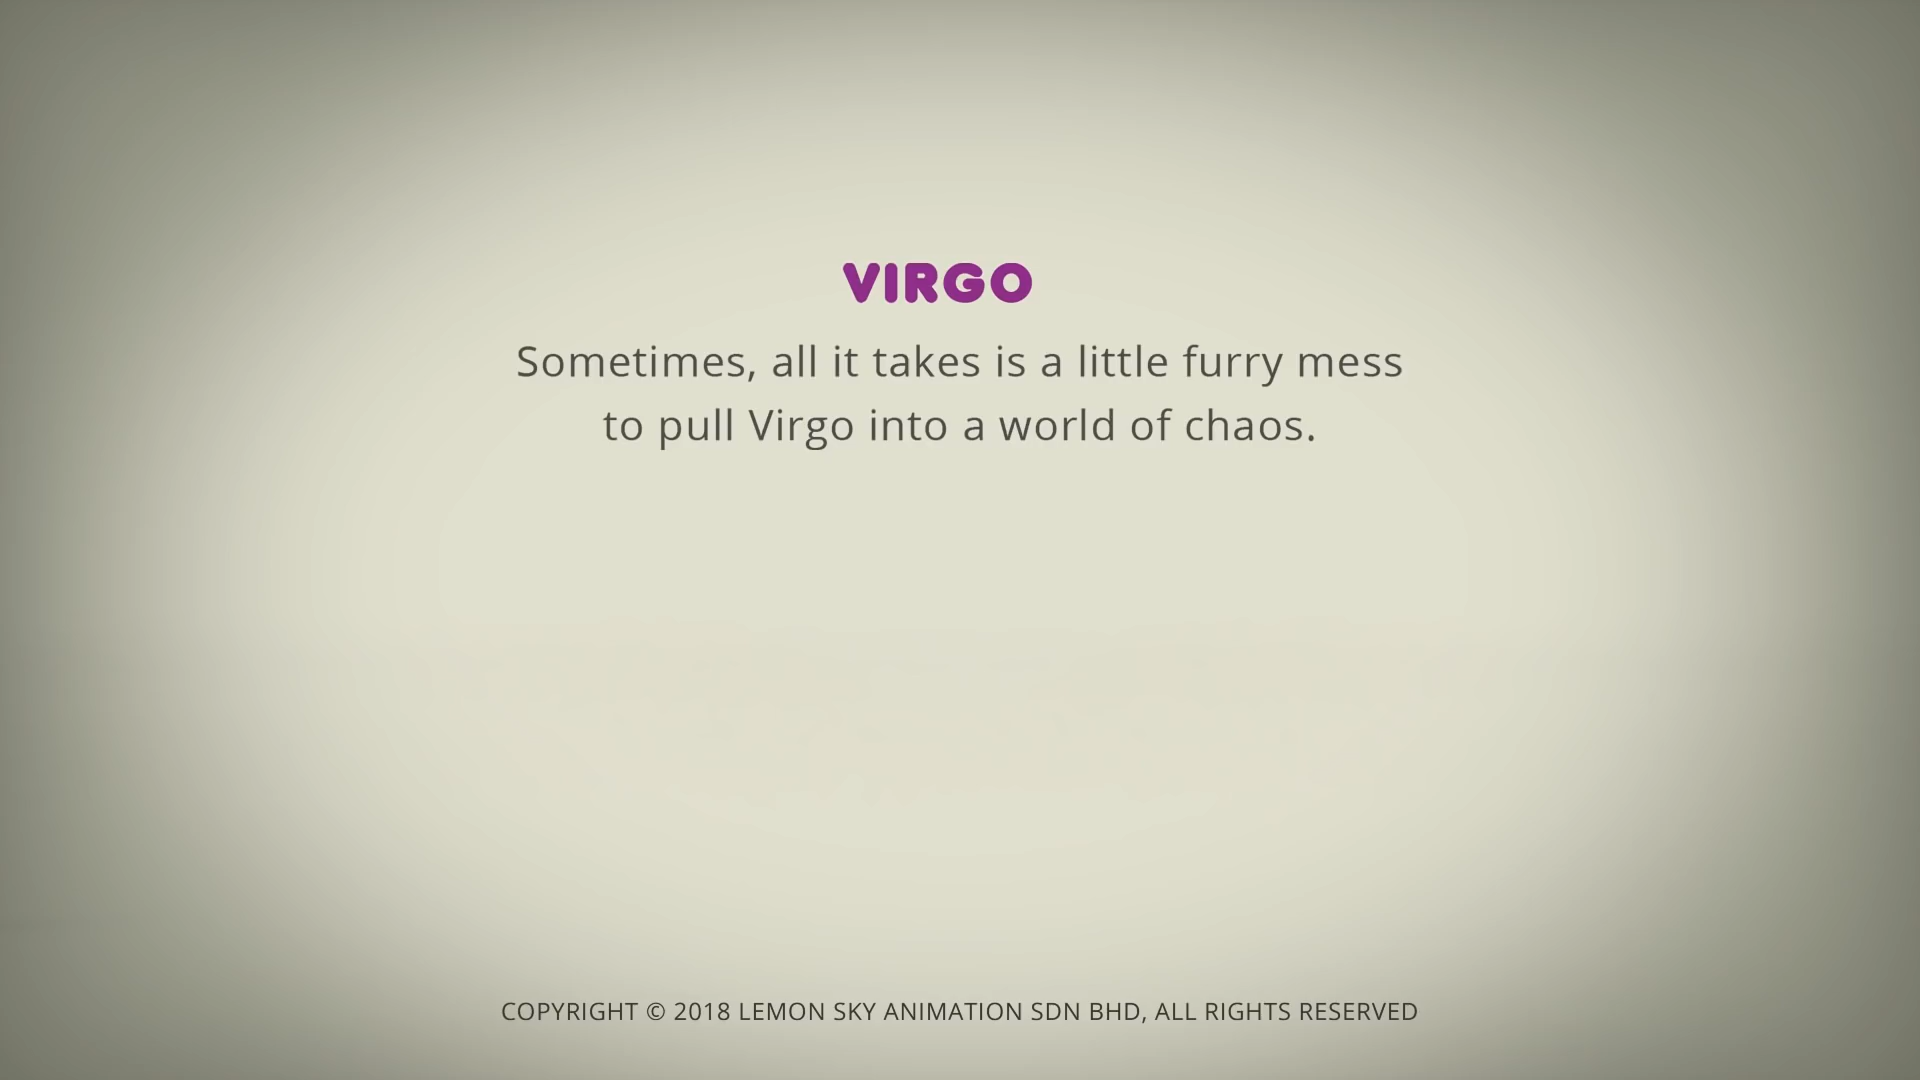 VIRGO
Sometimes, all it takes is a little furry mess
to pull Virgo into a world of chaos.
COPYRIGHT © 2018 LEMON SKY ANIMATION SDN BHD, ALL RIGHTS RESERVED